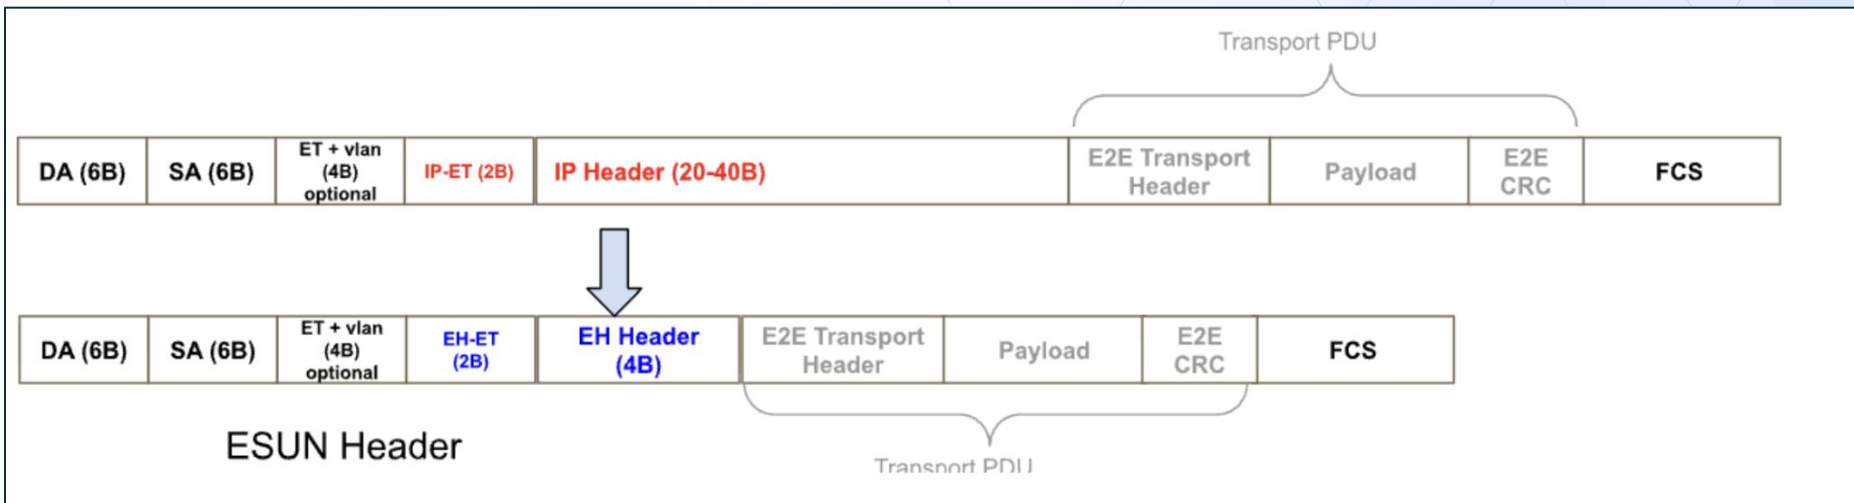 Transport PDU
DA (6B)
SA (6B)
ET + vlan
(4B)
optional
IP-ET (2B)
IP Header (20-40B)
E2E Transport
Header
Payload
E2E
CRC
FCS
DA (6B)
SA (6B)
ET + vlan
(4B)
optional
EH-ET
(2B)
EH Header
(4B)
E2E Transport
Header
Payload
E2E
CRC
FCS
ESUN Header
Transport PDU